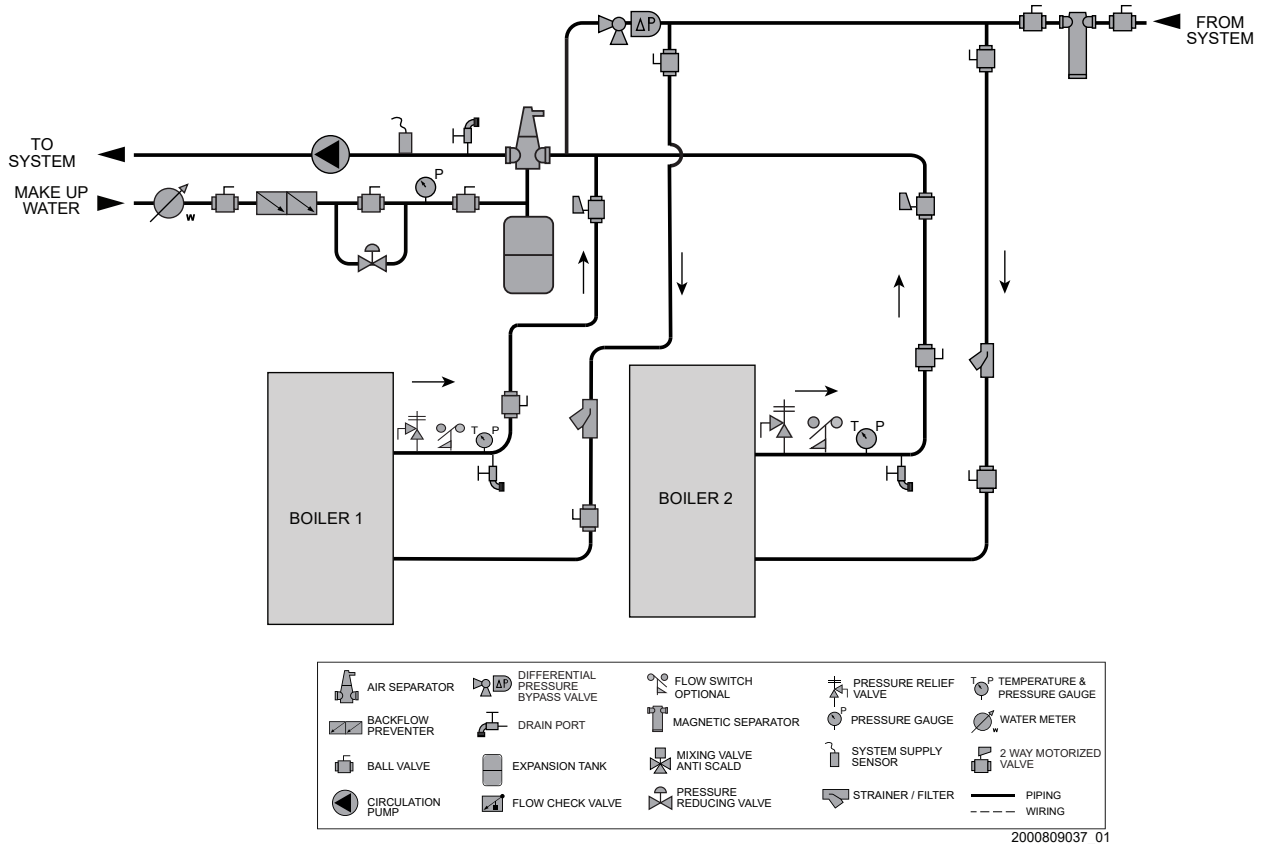 ΔP
FROM
SYSTEM
TO
SYSTEM
MAKE UP
WATER
W
P
T P
T P
BOILER 1
BOILER 2
AIR SEPARATOR
BACKFLOW
PREVENTER
BALL VALVE
CIRCULATION
PUMP
ΔP
DIFFERENTIAL
PRESSURE
BYPASS VALVE
DRAIN PORT
EXPANSION TANK
FLOW CHECK VALVE
FLOW SWITCH
OPTIONAL
MAGNETIC SEPARATOR
MIXING VALVE
ANTI SCALD
PRESSURE
REDUCING VALVE
PRESSURE RELIEF
VALVE
P
PRESSURE GAUGE
SYSTEM SUPPLY
SENSOR
STRAINER / FILTER
T P
TEMPERATURE &
PRESSURE GAUGE
W
WATER METER
2 WAY MOTORIZED
VALVE
PIPING
WIRING
2000809037 01